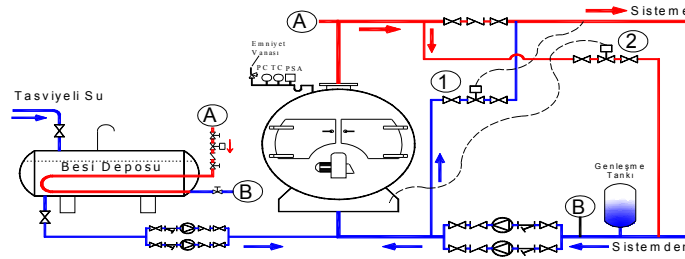 A
Sisteme
Emniyet
Vanası
PC TC PSA
2
1
Tasviyeli Su
A
Besi Deposu
B
Genleşme
Tankı
B
Sistemden